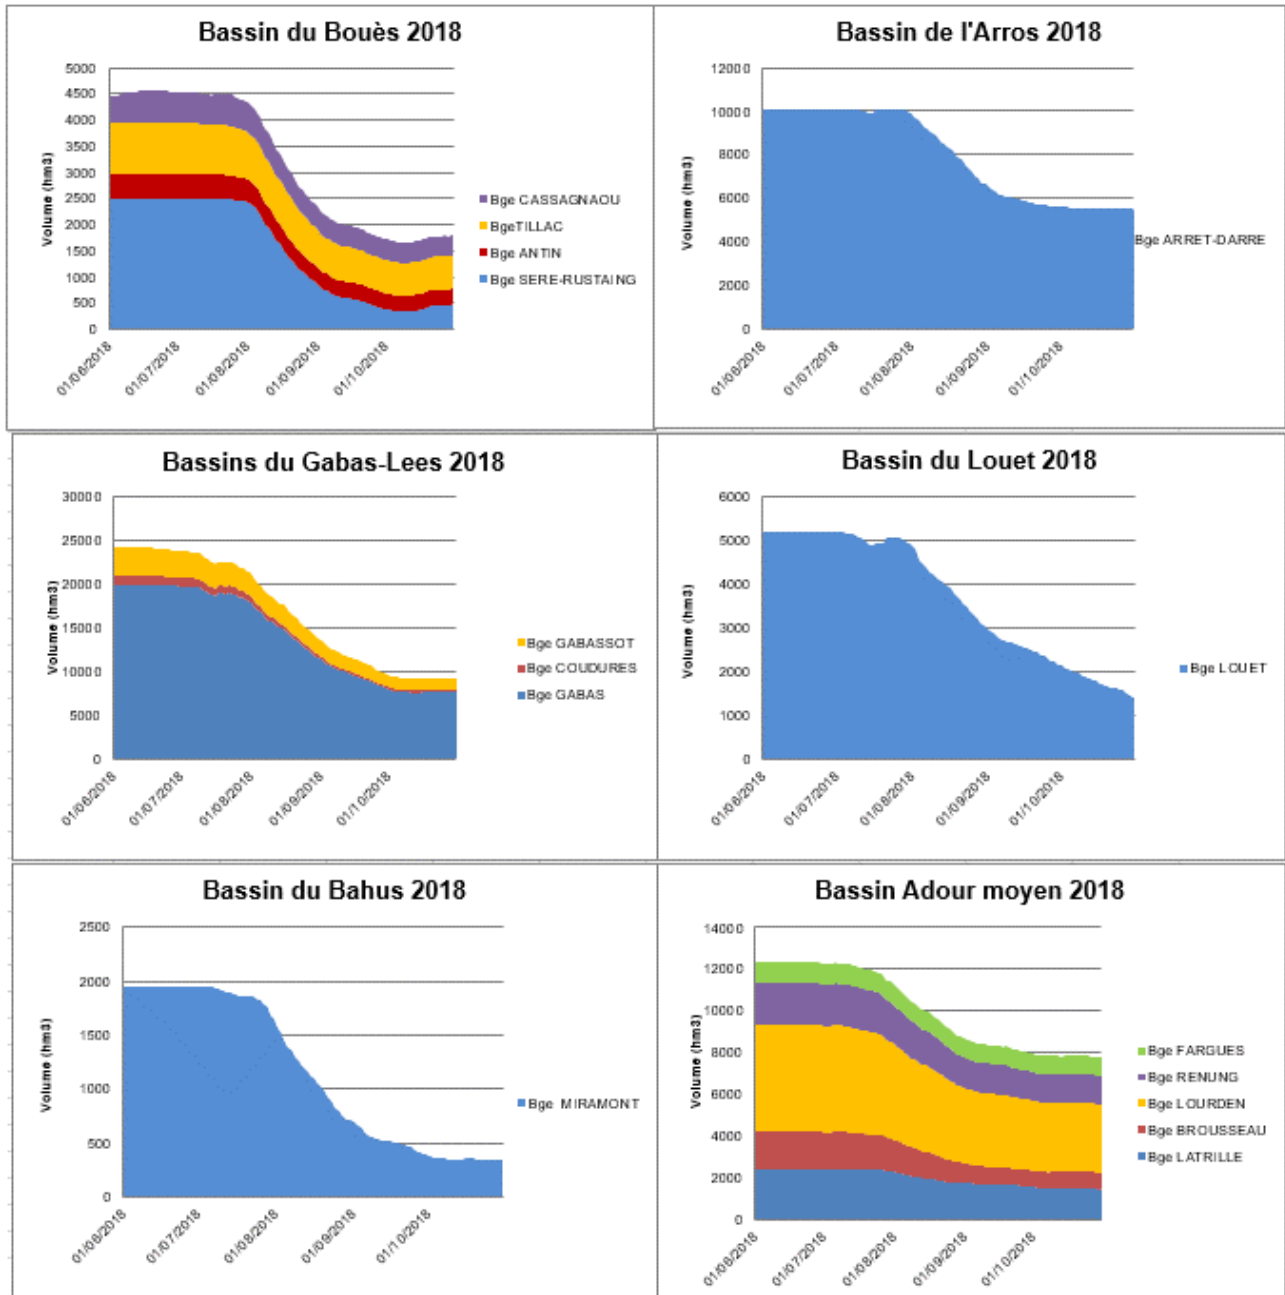 Bassin du Bouès 2018
Volume (hm3)
5000
4500
4000
3500
3000
2500
2000
1500
1000
500
0
01/06/2018
01/07/2018
01/08/2018
01/09/2018
01/10/2018
Bge CASSAGNAOU
BgeTILLAC
Bge ANTIN
Bge SERE-RUSTAING
Bassin de l'Arros 2018
Volume (hm3)
12000
10000
8000
6000
4000
2000
0
01/06/2018
01/07/2018
01/08/2018
01/09/2018
01/10/2018
Bge ARRET-DARRE
Bassins du Gabas-Lees 2018
Volume (hm3)
30000
25000
20000
15000
10000
5000
0
01/06/2018
01/07/2018
01/08/2018
01/09/2018
01/10/2018
Bge GABASSOT
Bge COUDURES
Bge GABAS
Bassin du Louet 2018
Volume (hm3)
6000
5000
4000
3000
2000
1000
0
01/06/2018
01/07/2018
01/08/2018
01/09/2018
01/10/2018
Bge LOUET
Bassin du Bahus 2018
Volume (hm3)
2500
2000
1500
1000
500
0
01/06/2018
01/07/2018
01/08/2018
01/09/2018
01/10/2018
Bge MIRAMONT
Bassin Adour moyen 2018
Volume (hm3)
14000
12000
10000
8000
6000
4000
2000
0
01/06/2018
01/07/2018
01/08/2018
01/09/2018
01/10/2018
Bge FARGUES
Bge RENUNG
Bge LOURDEN
Bge BROUSSEAU
Bge LATRILLE